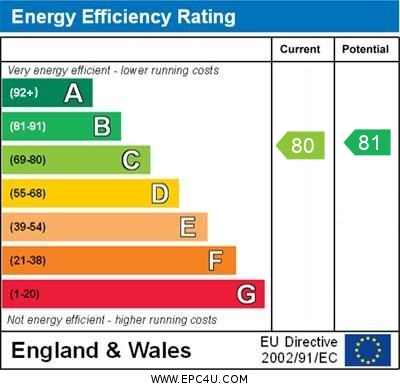 Energy Efficiency Rating
Current Potential
Very energy efficient - lower running costs
(92+) A
(81-91) B
(69-80) C
(55-68) D
(39-54) E
(21-38) F
(1-20) G
80
81
Not energy efficient - higher running costs
England & Wales
EU Directive
2002/91/EC
WWW.EPC4U.COM